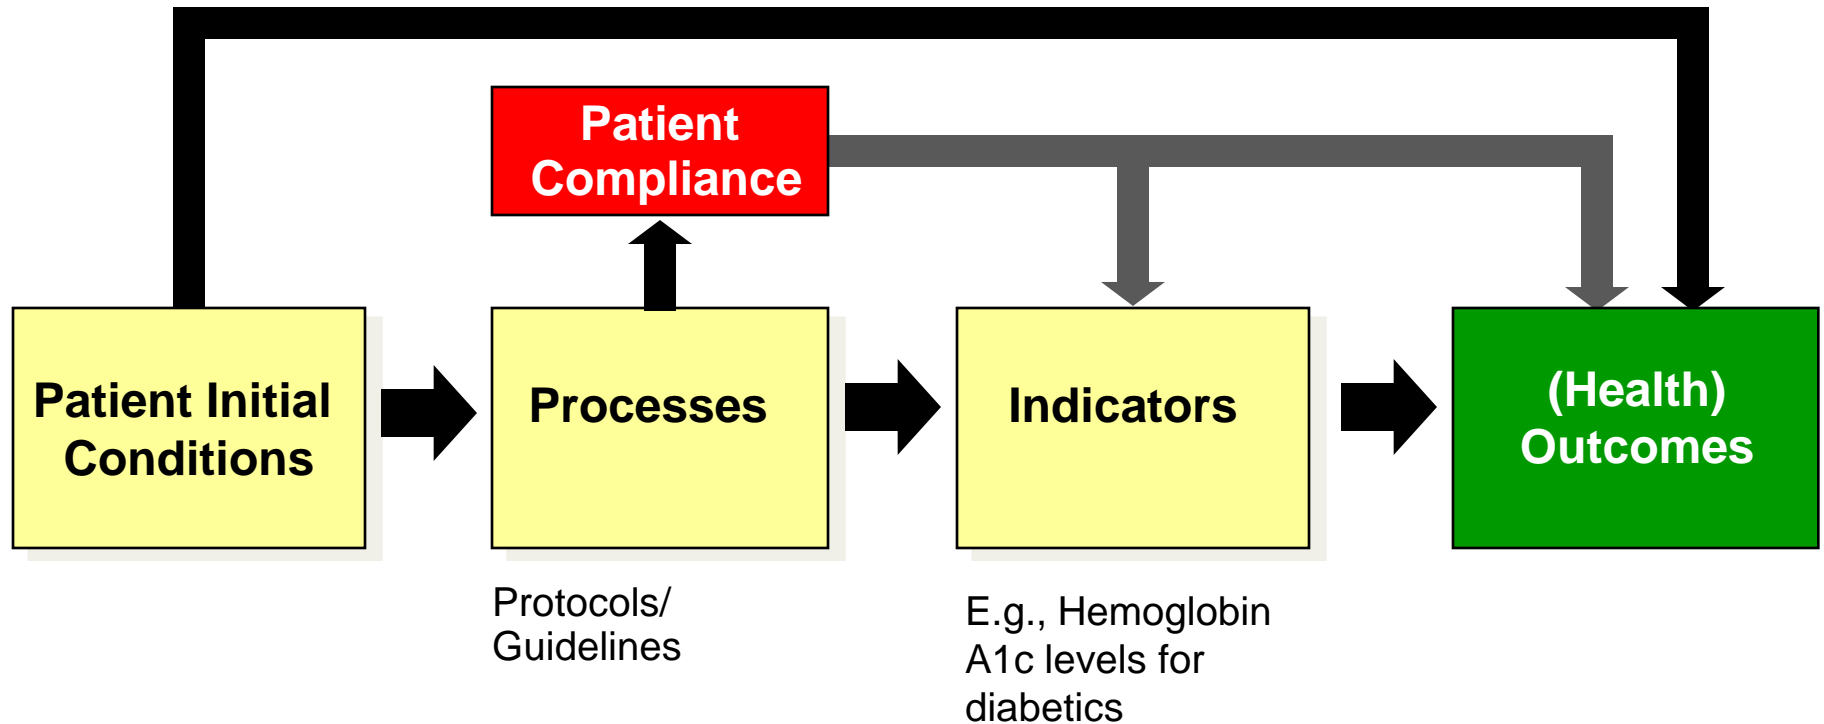 Patient
Compliance
Patient Initial
Conditions
Processes
Indicators
(Health)
Outcomes
Protocols/
Guidelines
E.g., Hemoglobin
A1c levels for
diabetics